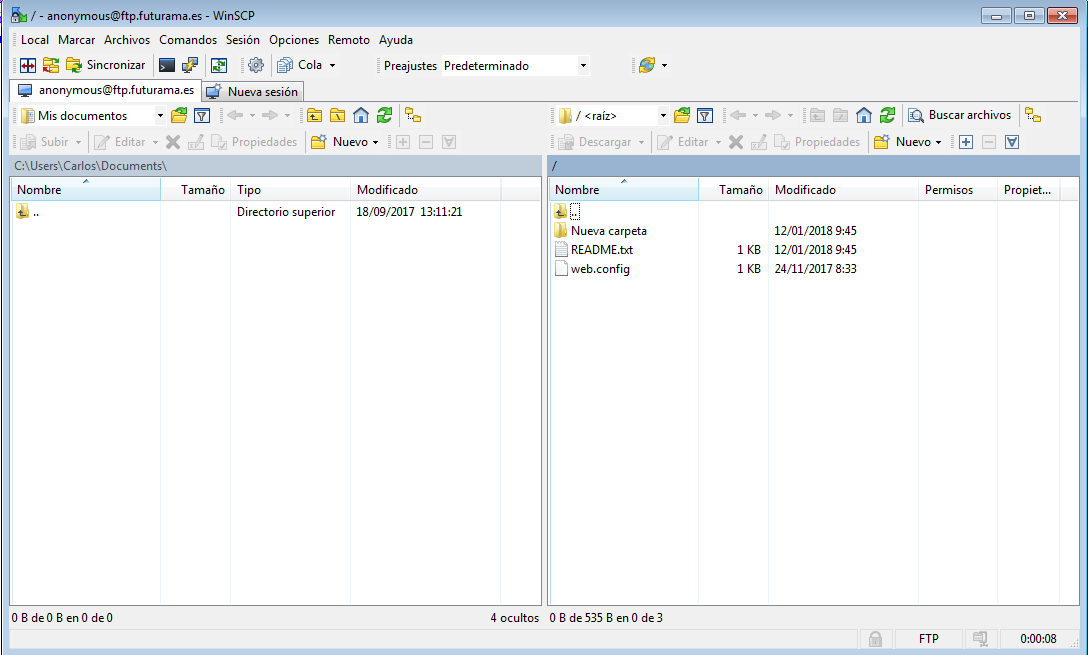 / - anonymous@ftp.futurama.es - WinSCP
Local Marcar Archivos Comandos Sesión Opciones Remoto Ayuda
Sincronizar Cola Preajustes Predeterminado
anonymous@ftp.futurama.es Nueva sesión
Mis documentos / <raíz> Buscar archivos
Subir Editar Propiedades Nuevo Descargar Editar Propiedades Nuevo
C:\Users\Carlos\Documents\ /
Nombre Tamaño Tipo Modificado Nombre Tamaño Modificado Permisos Propiet...
.. Directorio superior 18/09/2017 13:11:21 ..
Nueva carpeta 12/01/2018 9:45
README.txt 1 KB 12/01/2018 9:45
web.config 1 KB 24/11/2017 8:33
0 B de 0 B en 0 de 0 4 ocultos 0 B de 535 B en 0 de 3
FTP 0:00:08